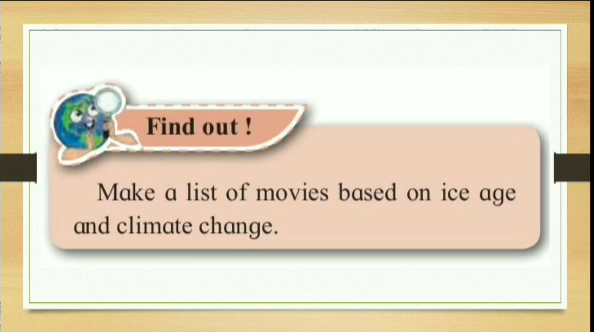 Find out !
Make a list of movies based on ice age
and climate change.